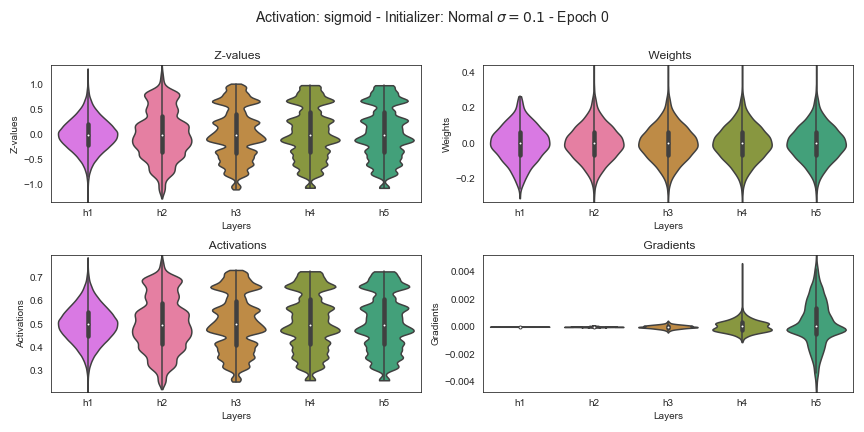 Activation: sigmoid - Initializer: Normal σ = 0.1 - Epoch 0
Z-values
Z-values
1.0
0.5
0.0
−0.5
−1.0
h1 h2 h3 h4 h5
Layers
Weights
Weights
0.4
0.2
0.0
−0.2
h1 h2 h3 h4 h5
Layers
Activations
Activations
0.7
0.6
0.5
0.4
0.3
h1 h2 h3 h4 h5
Layers
Gradients
Gradients
0.004
0.002
0.000
−0.002
−0.004
h1 h2 h3 h4 h5
Layers